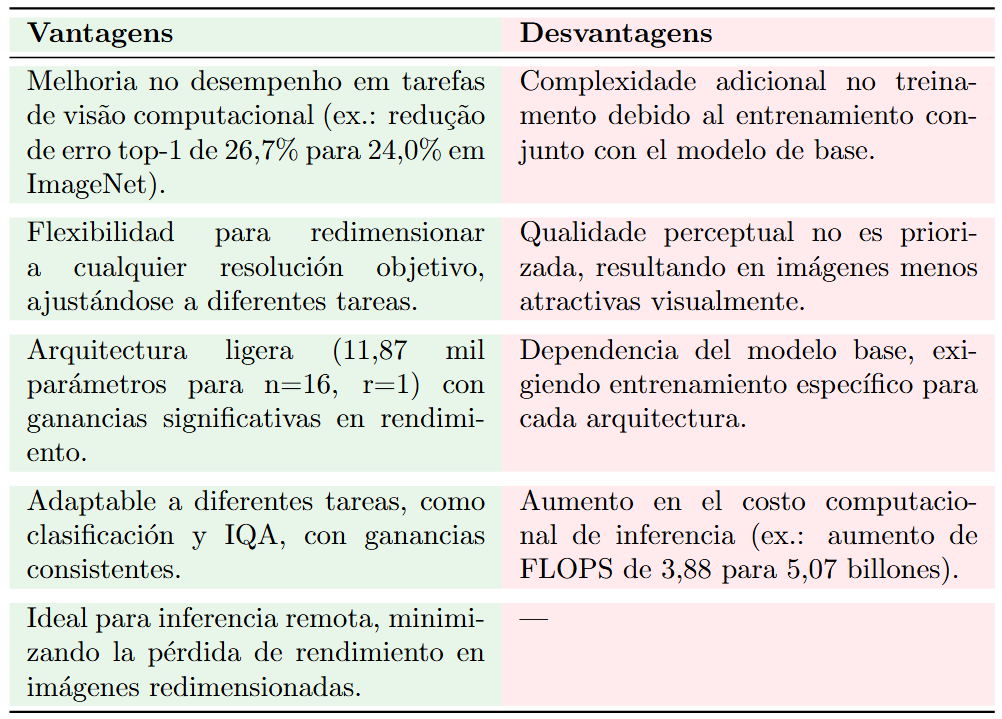 Vantagens
Desvantagens
Melhoria no desempenho em tarefas
de visão computacional (ex.: redução
de erro top-1 de 26,7% para 24,0% em
ImageNet).
Complexidade adicional no treina-
mento debido al entrenamiento con-
junto con el modelo de base.
Flexibilidad para redimensionar
a cualquier resolución objetivo,
ajustándose a diferentes tareas.
Qualidade perceptual no es priori-
zada, resultando en imágenes menos
atractivas visualmente.
Arquitectura ligera (11,87 mil
parámetros para n=16, r=1) con
ganancias significativas en rendimi-
ento.
Dependencia del modelo base, exi-
giendo entrenamiento específico para
cada arquitectura.
Adaptable a diferentes tareas, como
clasificación y IQA, con ganancias
consistentes.
Aumento en el costo computacio-
nal de inferencia (ex.: aumento de
FLOPS de 3,88 para 5,07 billones).
Ideal para inferencia remota, minimi-
zando la pérdida de rendimiento en
imágenes redimensionadas.
—